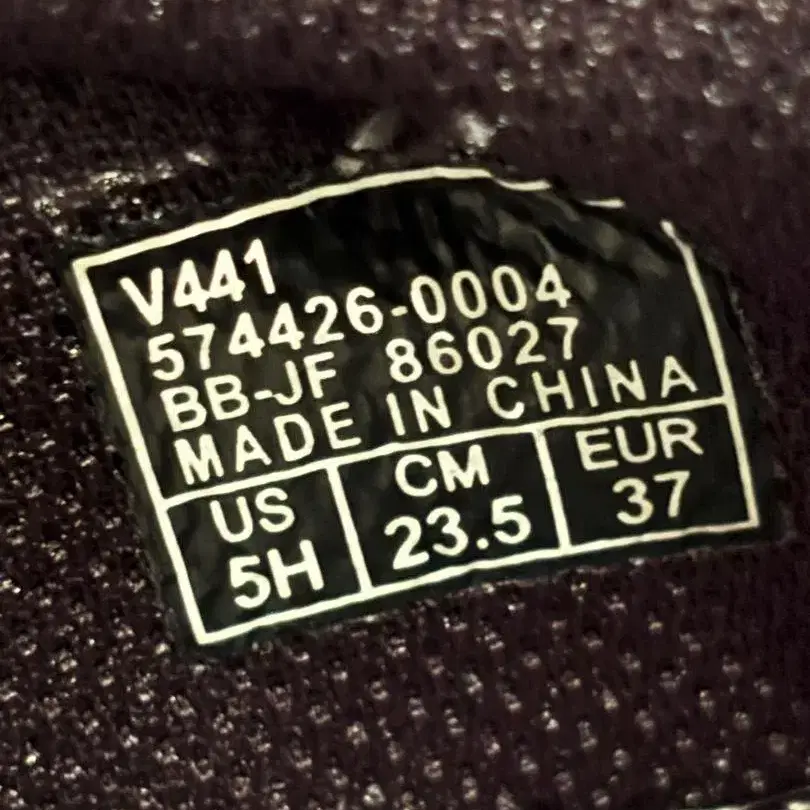 V441
574426-0004
BB-JF 86027
MADE IN CHINA
US CM EUR
5H 23.5 37